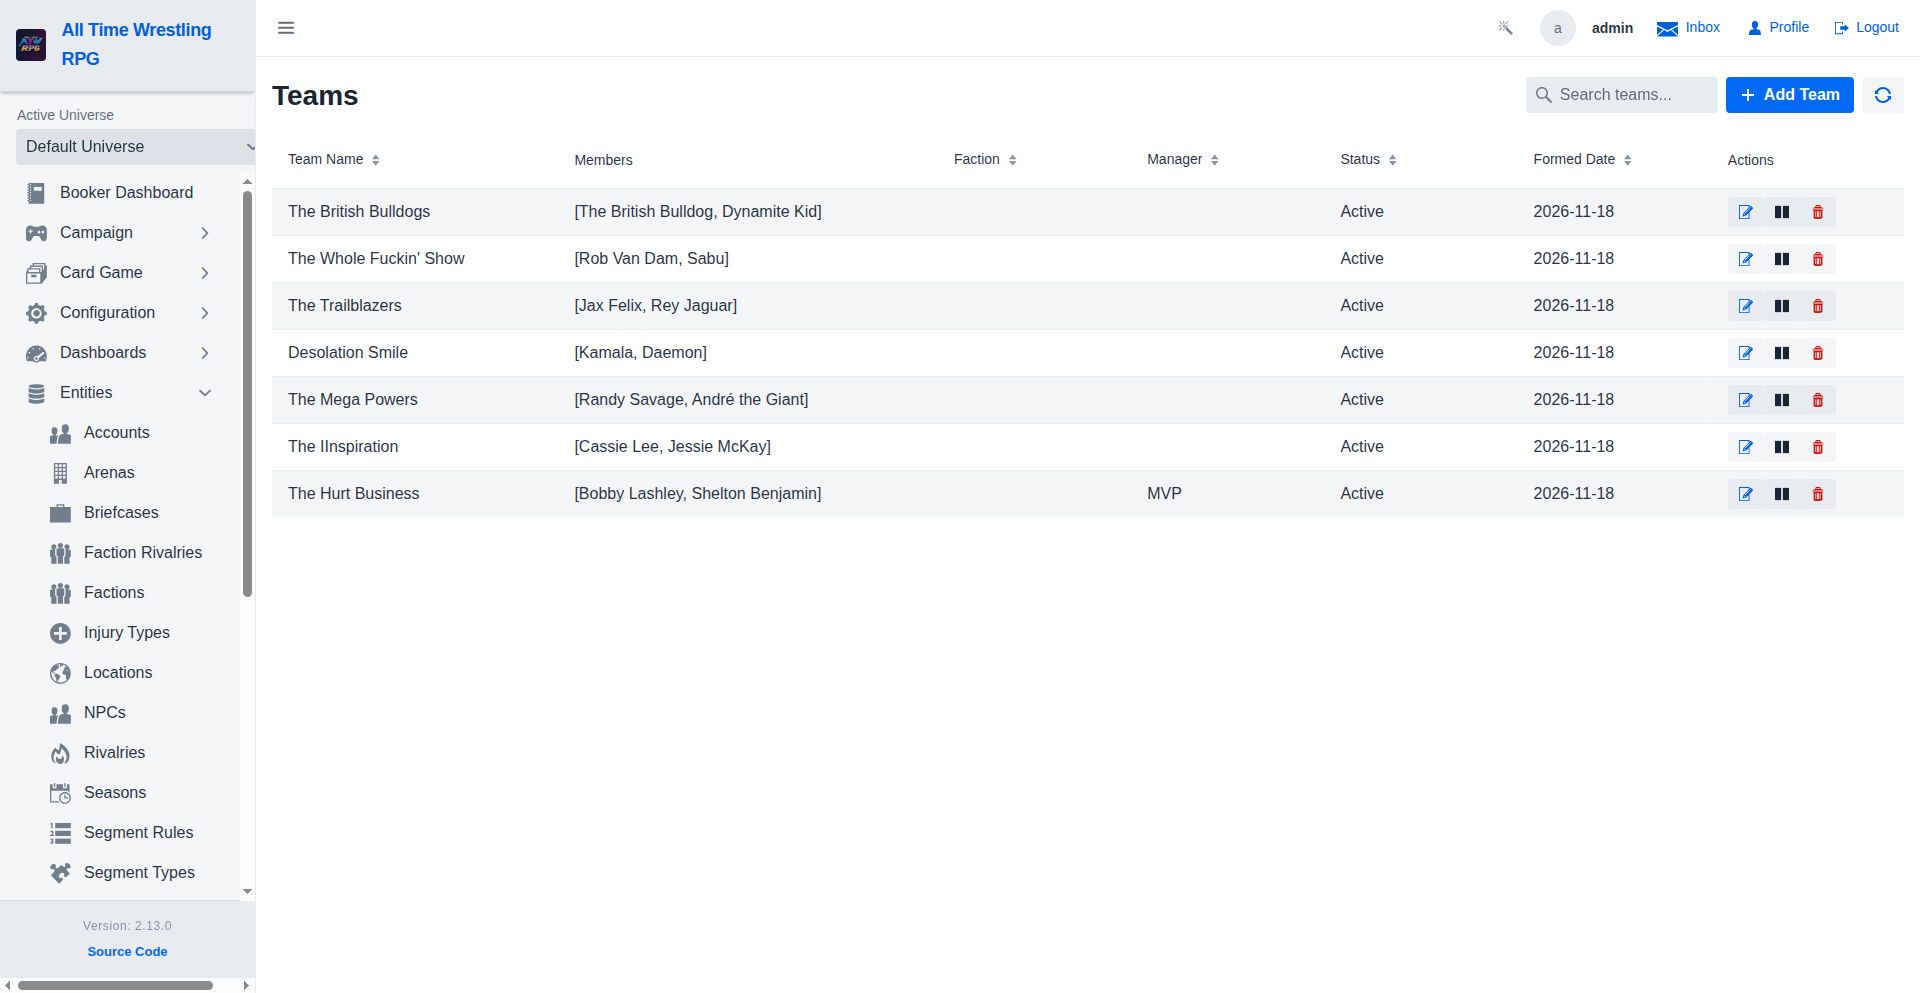 All Time Wrestling
RPG
Active Universe
Default Universe
Booker Dashboard
Campaign
Card Game
Configuration
Dashboards
Entities
Accounts
Arenas
Briefcases
Faction Rivalries
Factions
Injury Types
Locations
NPCs
Rivalries
Seasons
Segment Rules
Segment Types
Version: 2.13.0
Source Code
a admin Inbox Profile Logout
Teams
Search teams... Add Team
Team Name Members Faction Manager Status Formed Date Actions
The British Bulldogs [The British Bulldog, Dynamite Kid] Active 2026-11-18
The Whole Fuckin' Show [Rob Van Dam, Sabu] Active 2026-11-18
The Trailblazers [Jax Felix, Rey Jaguar] Active 2026-11-18
Desolation Smile [Kamala, Daemon] Active 2026-11-18
The Mega Powers [Randy Savage, André the Giant] Active 2026-11-18
The IInspiration [Cassie Lee, Jessie McKay] Active 2026-11-18
The Hurt Business [Bobby Lashley, Shelton Benjamin] MVP Active 2026-11-18